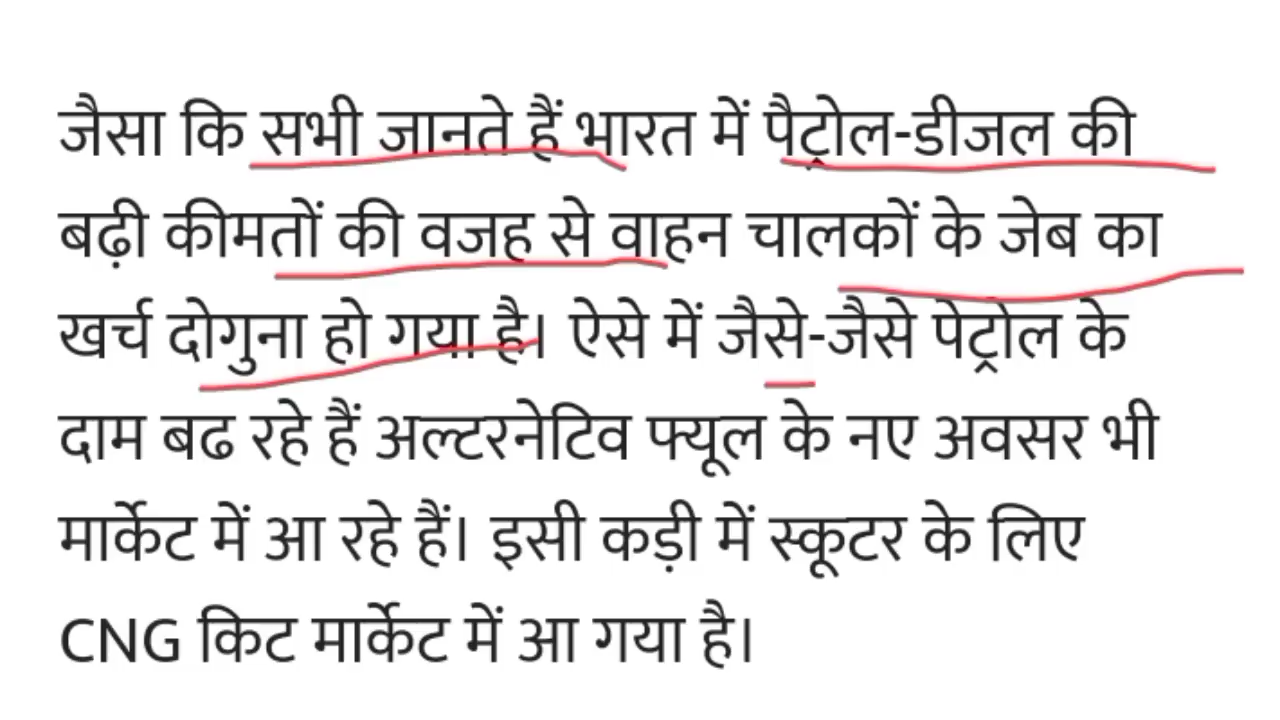 जैसा कि सभी जानते हैं भारत में पैट्रोल-डीजल की
बढ़ी कीमतों की वजह से वाहन चालकों के जेब का
खर्च दोगुना हो गया है। ऐसे में जैसे-जैसे पेट्रोल के
दाम बढ रहे हैं अल्टरनेटिव फ्यूल के नए अवसर भी
मार्केट में आ रहे हैं। इसी कड़ी में स्कूटर के लिए
CNG किट मार्केट में आ गया है।